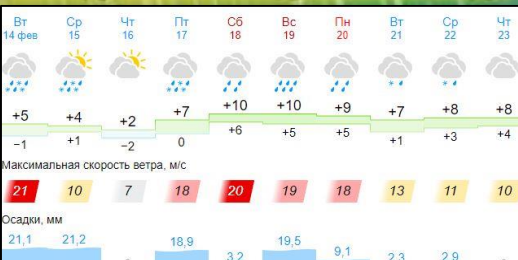 Вт Ср Чт Пт Сб Вс Пн Вт Ср Чт
14 фев 15 16 17 18 19 20 21 22 23
+5 +4 +2 +7 +10 +10 +9 +7 +8 +8
−1 +1 −2 0 +6 +5 +5 +1 +3 +4
Максимальная скорость ветра, м/с
21 10 7 18 20 19 18 13 11 10
Осадки, мм
21,1 21,2 18,9 3,2 19,5 9,1 2,3 2,9